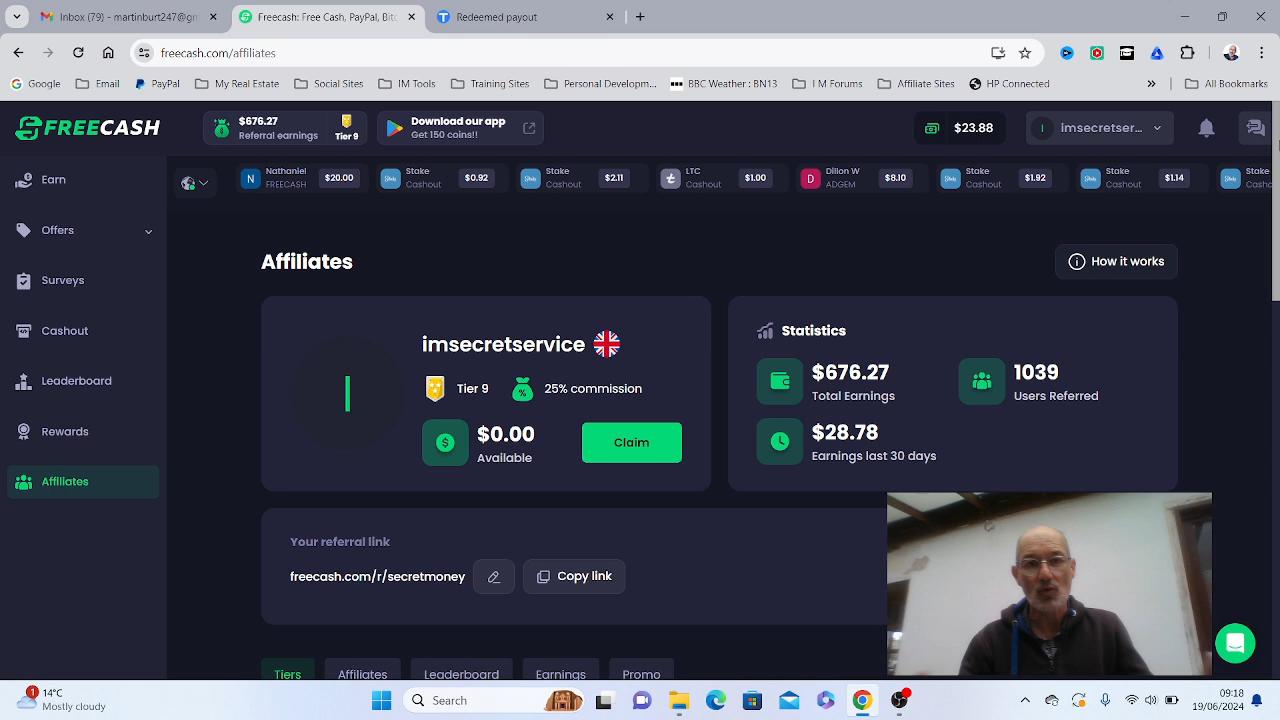 Inbox (79) - martinburt247@gm
Freecash: Free Cash, PayPal, Bitc
Redeemed payout
freecash.com/affiliates
Google
Email
PayPal
My Real Estate
Social Sites
IM Tools
Training Sites
Personal Developm...
BBC Weather : BN13
I M Forums
Affiliate Sites
HP Connected
All Bookmarks
FREECASH
$676.27
Referral earnings
Tier 9
Download our app
Get 150 coins!!
$23.88
I
imsecretser...
N
Nathaniel
FREECASH
$20.00
Stake
Cashout
$0.92
Stake
Cashout
$2.11
LTC
Cashout
$1.00
D
Dillon W
ADGEM
$8.10
Stake
Cashout
$1.92
Stake
Cashout
$1.14
Stake
Casho
Earn
Offers
Surveys
Cashout
Leaderboard
Rewards
Affiliates
Affiliates
How it works
I
imsecretservice
Tier 9
25% commission
$0.00
Available
Claim
Statistics
$676.27
Total Earnings
1039
Users Referred
$28.78
Earnings last 30 days
Your referral link
freecash.com/r/secretmoney
Copy link
Tiers
Affiliates
Leaderboard
Earnings
Promo
1
14°C
Mostly cloudy
Search
09:18
19/06/2024